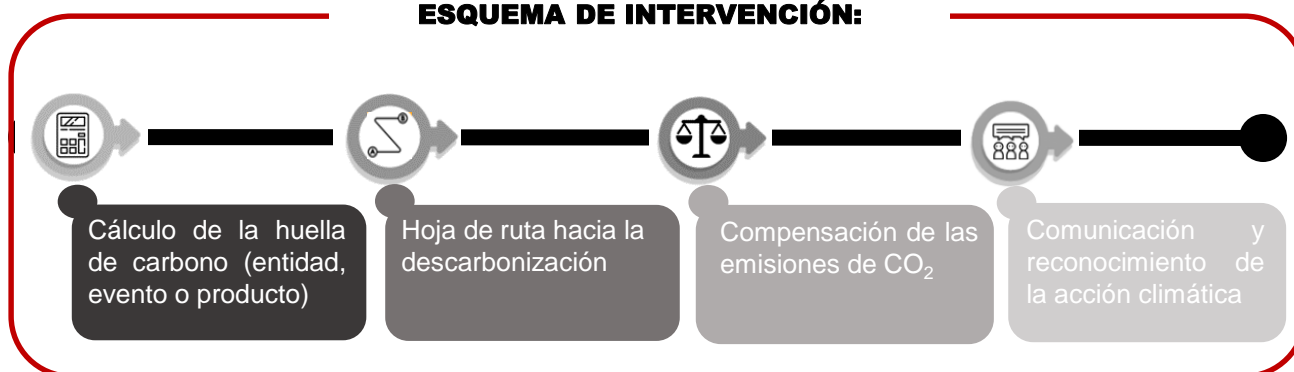 ESQUEMA DE INTERVENCIÓN:
Cálculo de la huella
de carbono (entidad,
evento o producto)
Hoja de ruta hacia la
descarbonización
Compensación de las
emisiones de CO₂
Comunicación y
reconocimiento de
la acción climática